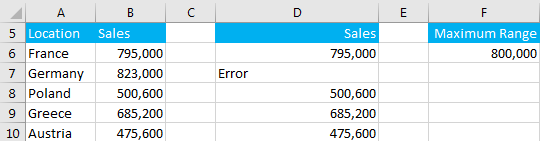 A B C D E F
5 Location Sales Sales Maximum Range
6 France 795,000 795,000 800,000
7 Germany 823,000 Error
8 Poland 500,600 500,600
9 Greece 685,200 685,200
10 Austria 475,600 475,600